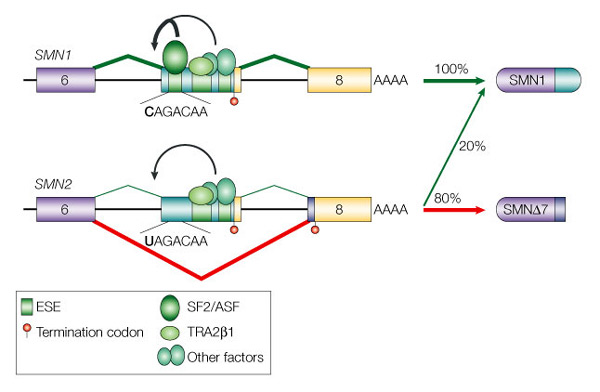 SMN1
6
8
AAAA
100%
SMN1
CAGACAA
20%
SMN2
6
8
AAAA
80%
SMNΔ7
UAGACAA
ESE
SF2/ASF
Termination codon
TRA2β1
Other factors